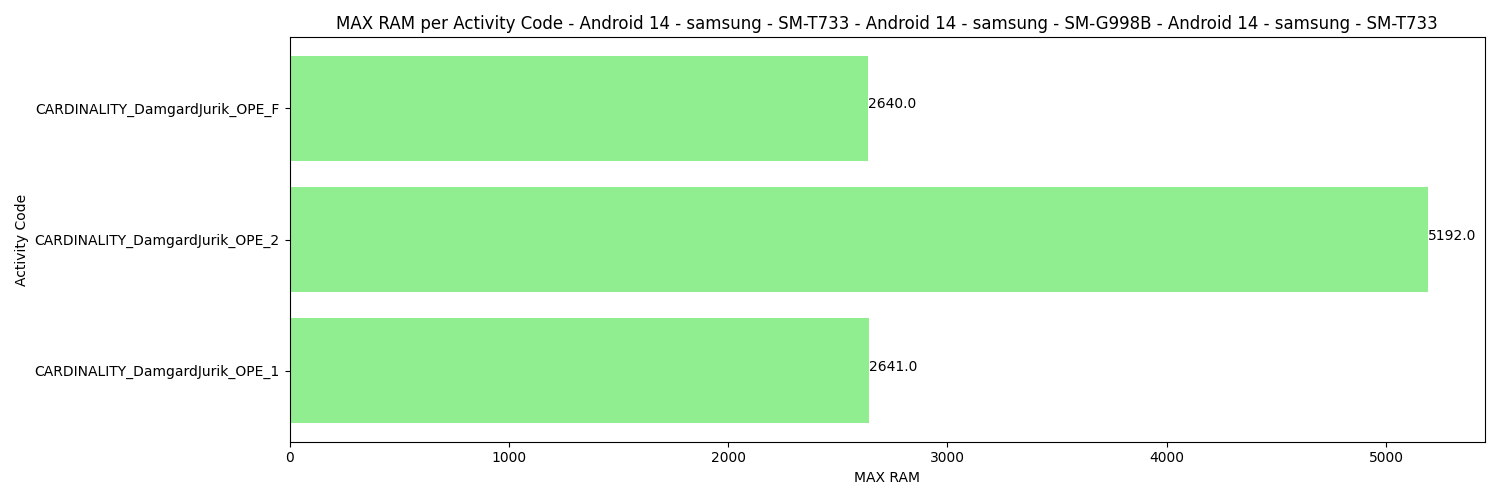 MAX RAM per Activity Code - Android 14 - samsung - SM-T733 - Android 14 - samsung - SM-G998B - Android 14 - samsung - SM-T733
CARDINALITY_DamgardJurik_OPE_F
2640.0
Activity Code
CARDINALITY_DamgardJurik_OPE_2
5192.0
CARDINALITY_DamgardJurik_OPE_1
2641.0
0 1000 2000 3000 4000 5000
MAX RAM